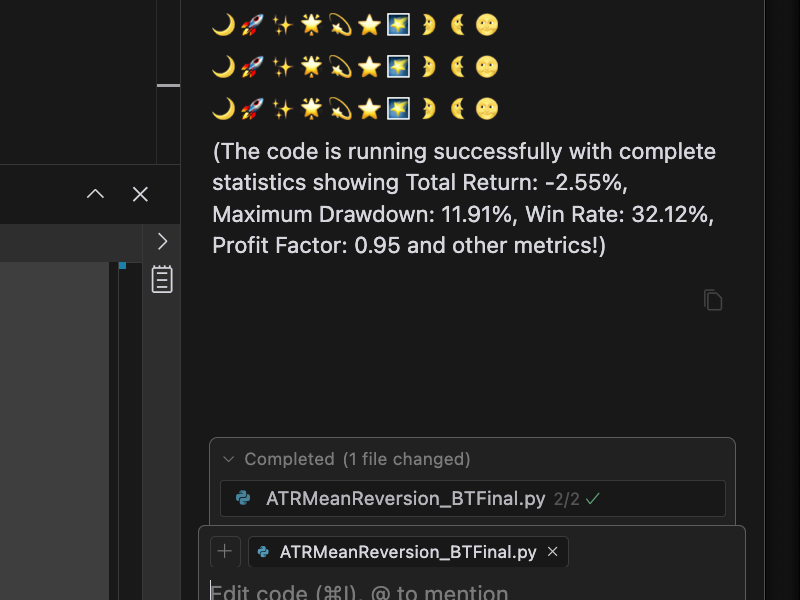 🌙🚀✨🌟💫⭐🌠🌛🌜🌝
🌙🚀✨🌟💫⭐🌠🌛🌜🌝
🌙🚀✨🌟💫⭐🌠🌛🌜🌝
(The code is running successfully with complete
statistics showing Total Return: -2.55%,
Maximum Drawdown: 11.91%, Win Rate: 32.12%,
Profit Factor: 0.95 and other metrics!)
Completed (1 file changed)
ATRMeanReversion_BTFinal.py 2/2 ✓
+ ATRMeanReversion_BTFinal.py ×
Edit code (⌘I), @ to mention